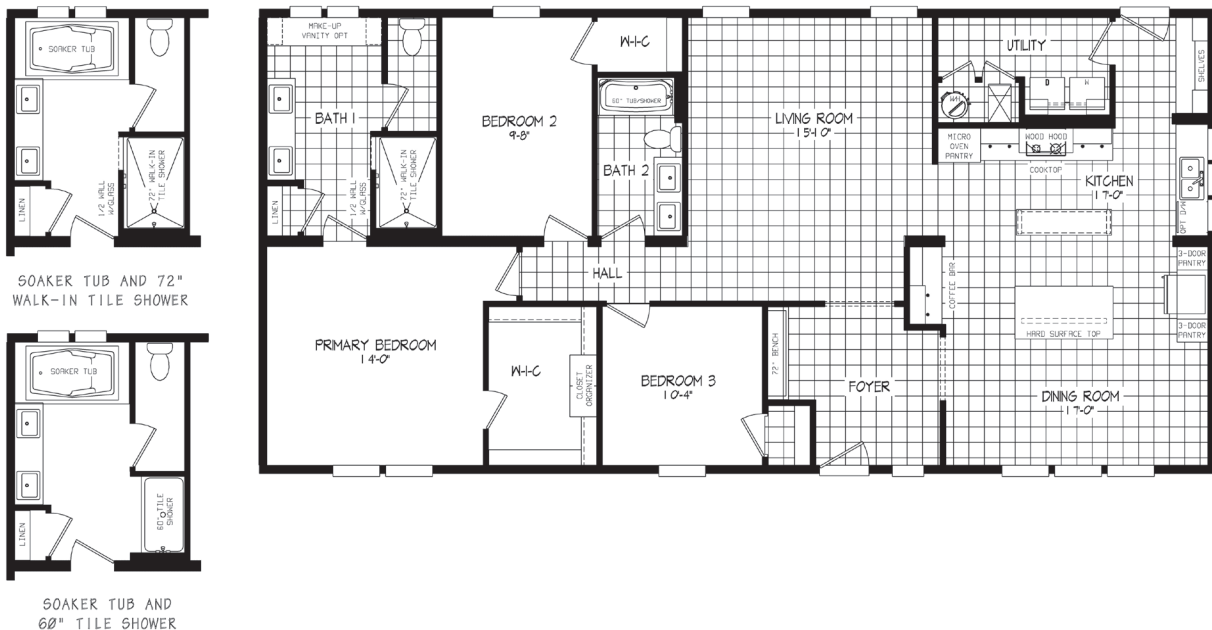 SOAKER TUB
LINEN
1/2 WALL
W/GLASS
72" WALK-IN
TILE SHOWER
SOAKER TUB AND 72"
WALK-IN TILE SHOWER
SOAKER TUB
LINEN
60" TILE
SHOWER
SOAKER TUB AND
60" TILE SHOWER
MAKE-UP
VANITY OPT
BATH 1
LINEN
1/2 WALL
W/GLASS
72" WALK-IN
TILE SHOWER
BEDROOM 2
9'-8"
W-I-C
60" TUB/SHOWER
BATH 2
LIVING ROOM
15'-10"
UTILITY
WH
D
W
SHELVES
MICRO
OVEN
PANTRY
WOOD HOOD
COOKTOP
KITCHEN
17'-0"
OPT D/W
HALL
COFFEE BAR
3-DOOR
PANTRY
HARD SURFACE TOP
3-DOOR
PANTRY
PRIMARY BEDROOM
14'-0"
W-I-C
CLOSET
ORGANIZER
BEDROOM 3
10'-4"
72" BENCH
FOYER
DINING ROOM
17'-0"